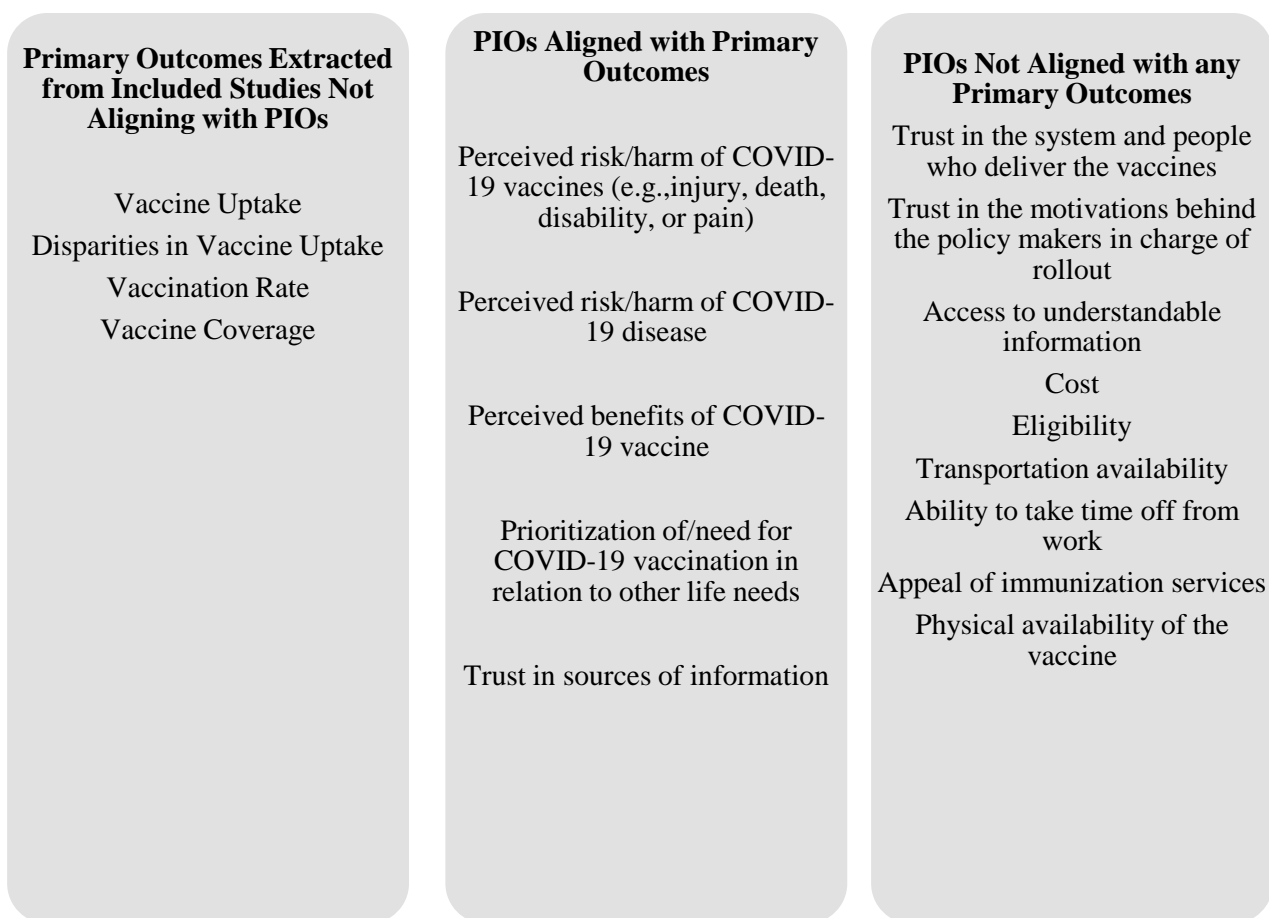 Primary Outcomes Extracted
from Included Studies Not
Aligning with PIOs
Vaccine Uptake
Disparities in Vaccine Uptake
Vaccination Rate
Vaccine Coverage
PIOs Aligned with Primary
Outcomes
Perceived risk/harm of COVID-
19 vaccines (e.g.,injury, death,
disability, or pain)
Perceived risk/harm of COVID-
19 disease
Perceived benefits of COVID-
19 vaccine
Prioritization of/need for
COVID-19 vaccination in
relation to other life needs
Trust in sources of information
PIOs Not Aligned with any
Primary Outcomes
Trust in the system and people
who deliver the vaccines
Trust in the motivations behind
the policy makers in charge of
rollout
Access to understandable
information
Cost
Eligibility
Transportation availability
Ability to take time off from
work
Appeal of immunization services
Physical availability of the
vaccine